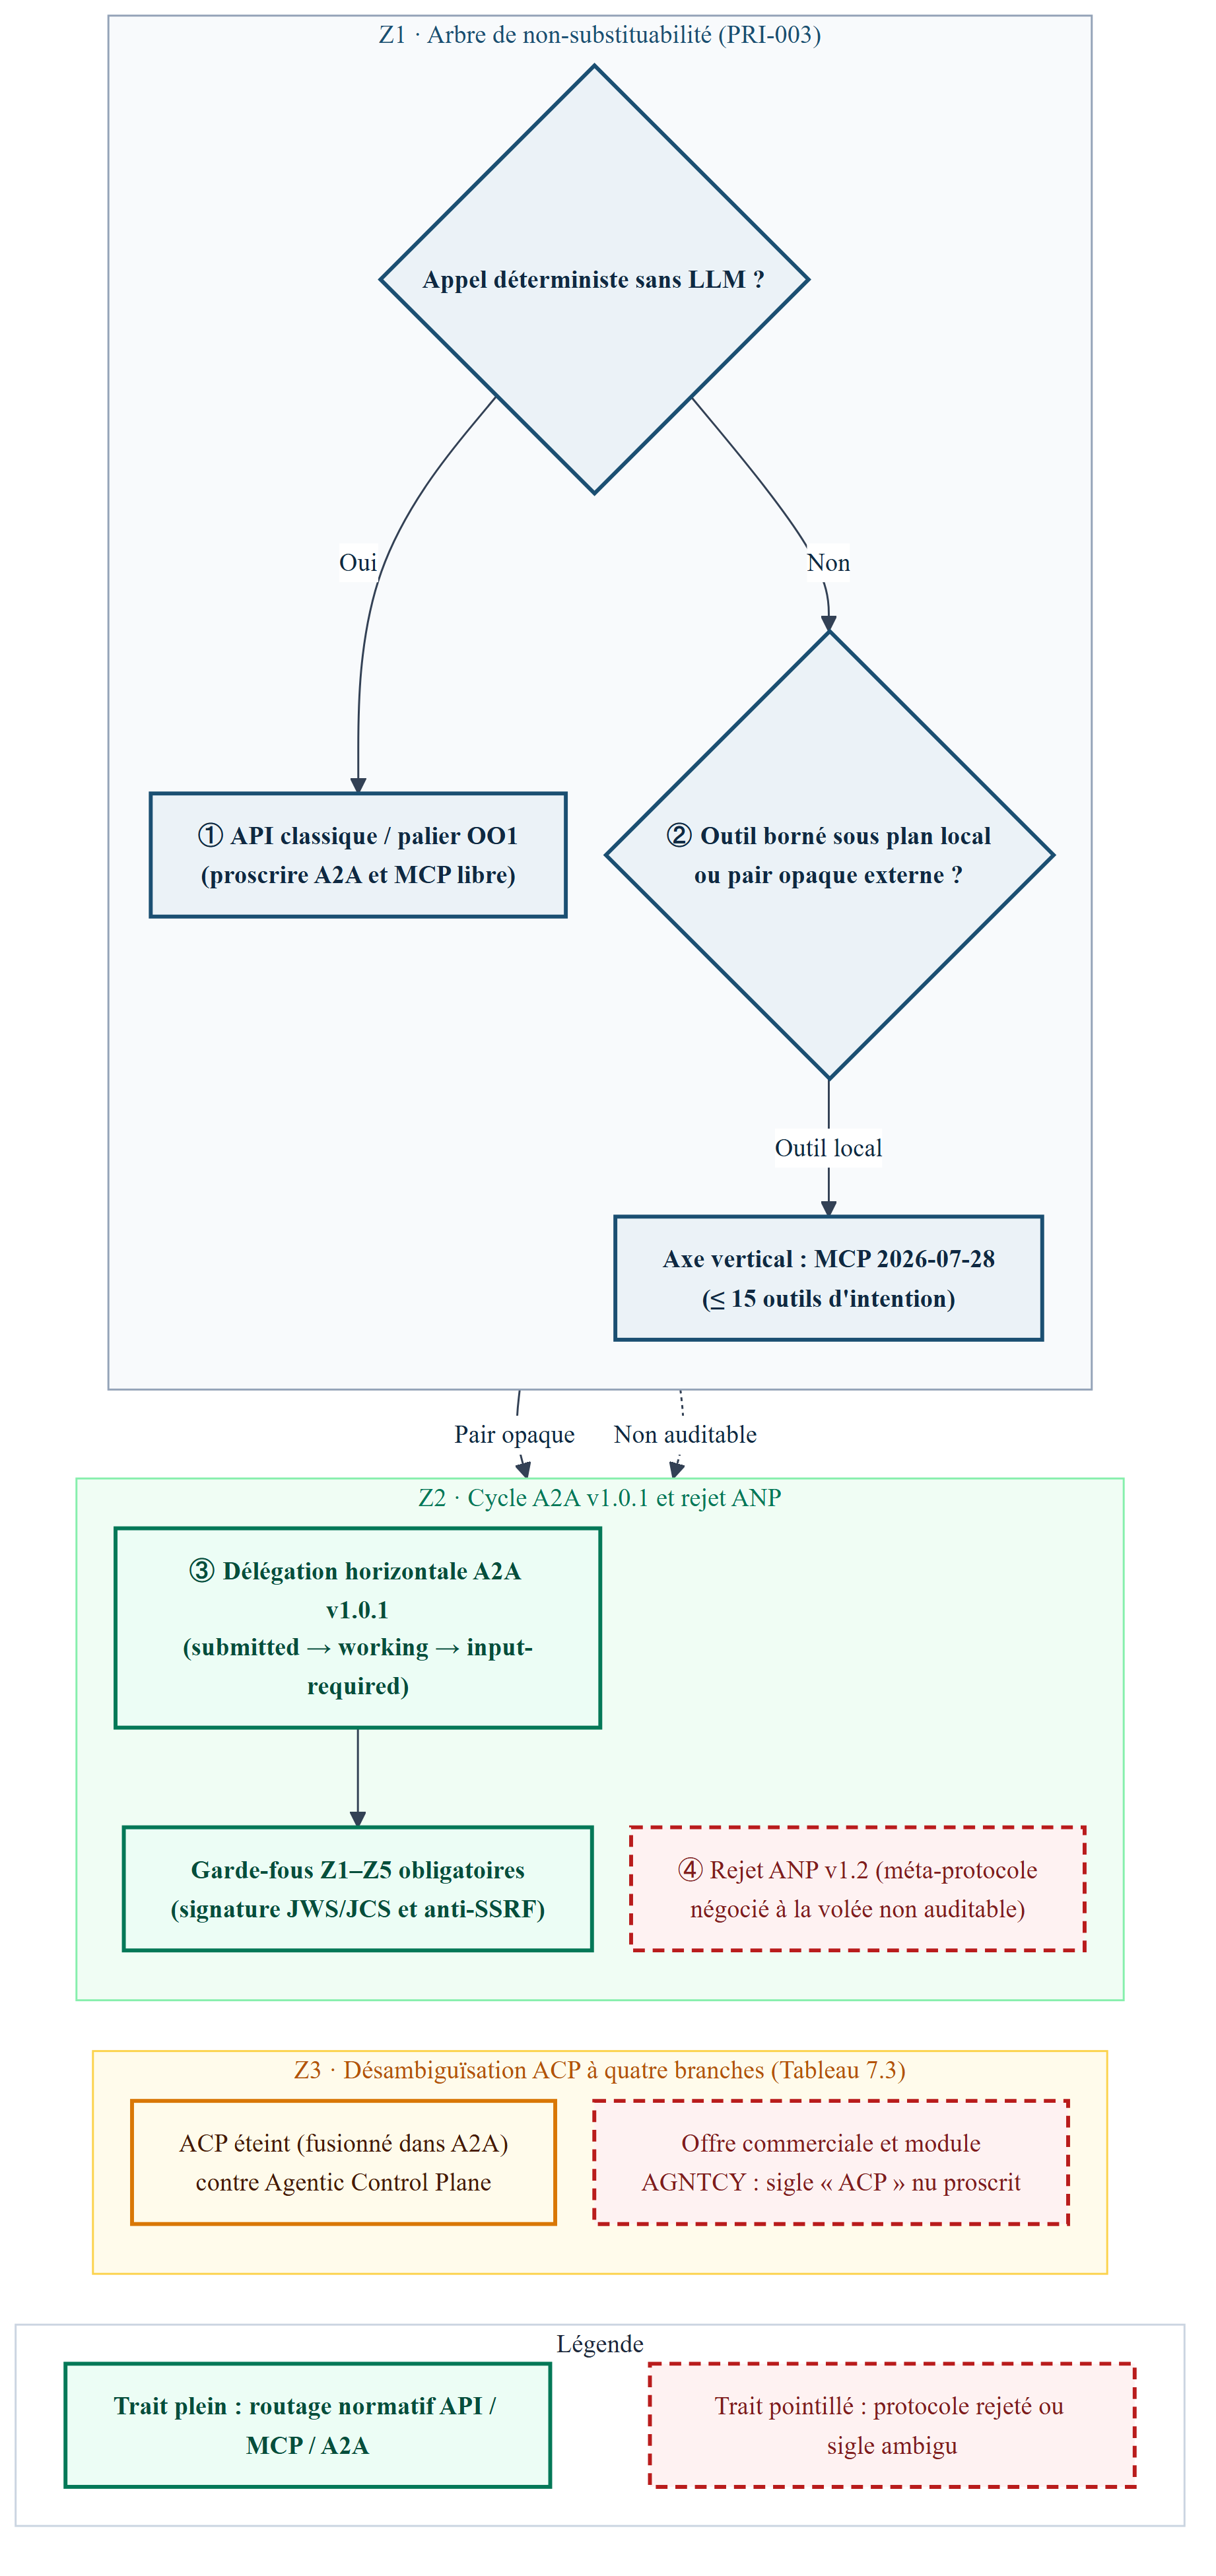 Z1 · Arbre de non-substituabilité (PRI-003)
Appel déterministe sans LLM ?
Oui
Non
① API classique / palier OO1
(proscrire A2A et MCP libre)
② Outil borné sous plan local
ou pair opaque externe ?
Outil local
Axe vertical : MCP 2026-07-28
(≤ 15 outils d'intention)
Pair opaque
Non auditable
Z2 · Cycle A2A v1.0.1 et rejet ANP
③ Délégation horizontale A2A
v1.0.1
(submitted → working → input-
required)
Garde-fous Z1–Z5 obligatoires
(signature JWS/JCS et anti-SSRF)
④ Rejet ANP v1.2 (méta-protocole
négocié à la volée non auditable)
Z3 · Désambiguïsation ACP à quatre branches (Tableau 7.3)
ACP éteint (fusionné dans A2A)
contre Agentic Control Plane
Offre commerciale et module
AGNTCY : sigle « ACP » nu proscrit
Légende
Trait plein : routage normatif API /
MCP / A2A
Trait pointillé : protocole rejeté ou
sigle ambigu